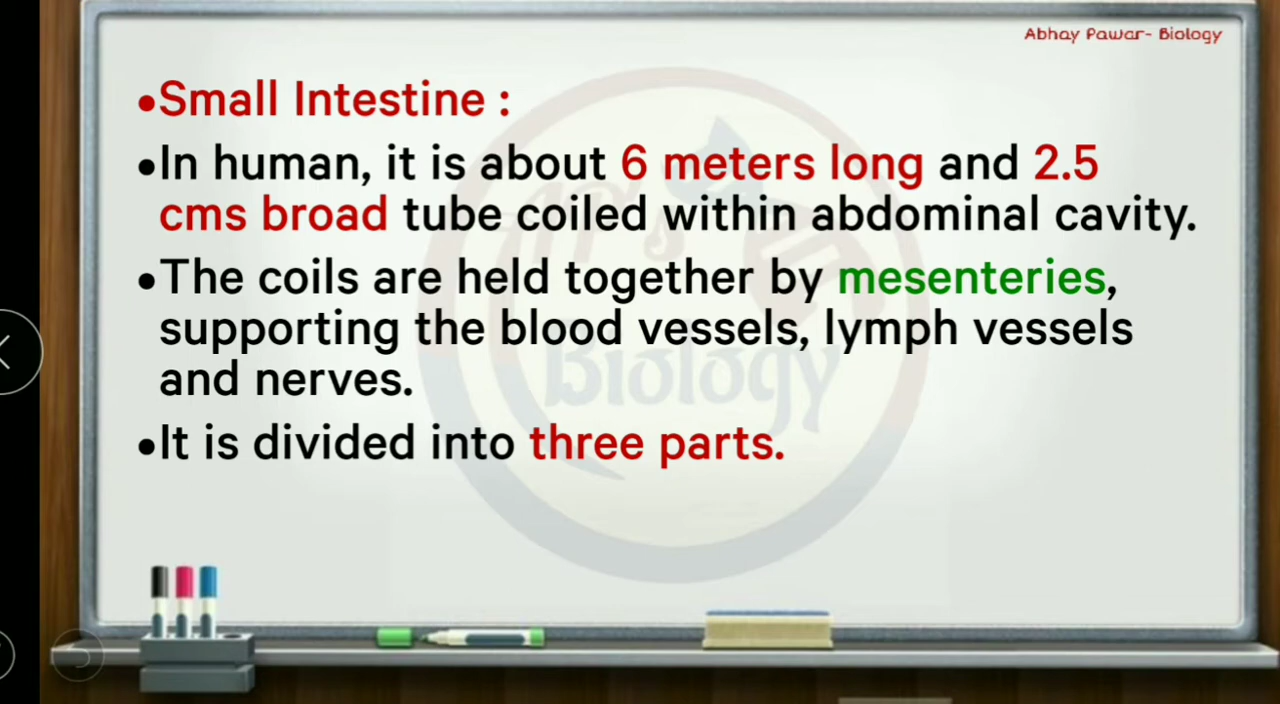 Abhay Pawar- Biology
•Small Intestine :
•In human, it is about 6 meters long and 2.5
cms broad tube coiled within abdominal cavity.
•The coils are held together by mesenteries,
supporting the blood vessels, lymph vessels
and nerves.
•It is divided into three parts.
Biology